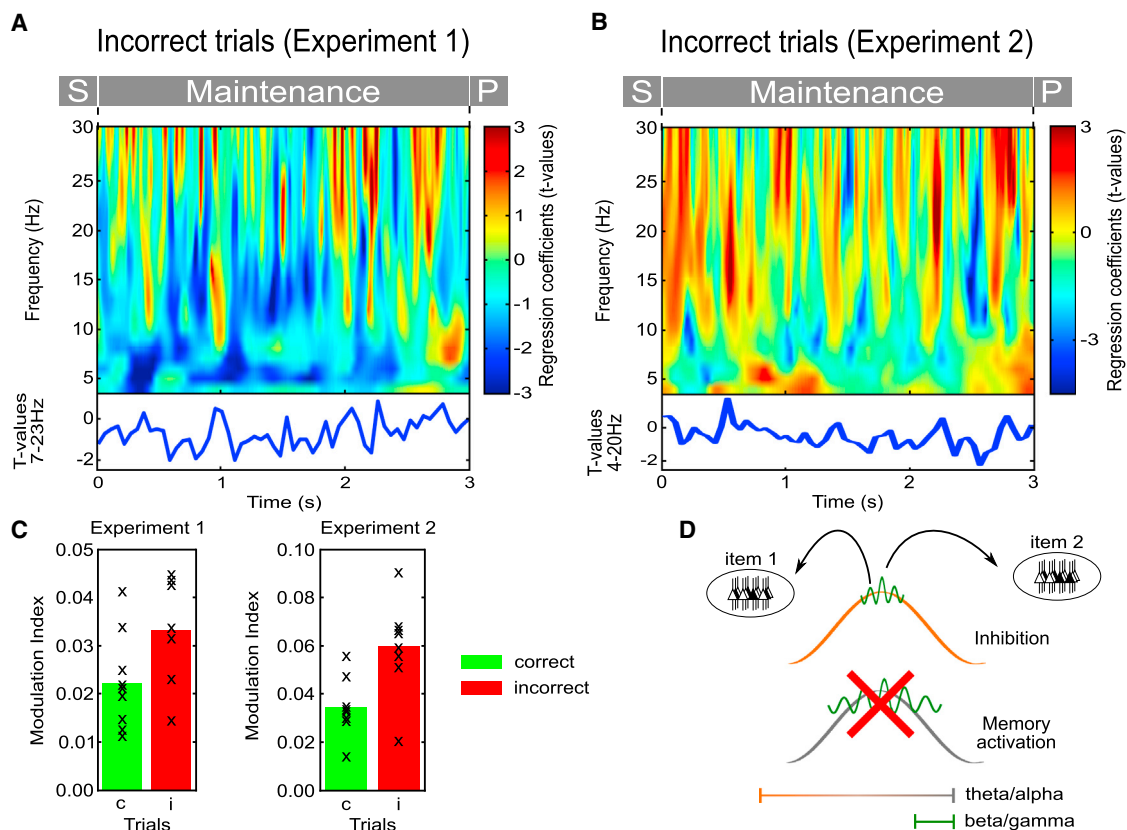 A
Incorrect trials (Experiment 1)
S Maintenance P
30
25
20
15
10
5
Frequency (Hz)
3
2
1
0
-1
-2
-3
Regression coefficients (t-values)
0
-2
T-values
7-23Hz
0 1 2 3
Time (s)
B
Incorrect trials (Experiment 2)
S Maintenance P
30
25
20
15
10
5
Frequency (Hz)
3
0
-3
Regression coefficients (t-values)
0
-2
T-values
4-20Hz
0 1 2 3
Time (s)
C
Experiment 1
0.05
0.04
0.03
0.02
0.01
0.00
Modulation Index
c i
Trials
Experiment 2
0.10
0.08
0.06
0.04
0.02
0.00
Modulation Index
c i
Trials
correct
incorrect
D
item 1
item 2
Inhibition
Memory
activation
theta/alpha
beta/gamma